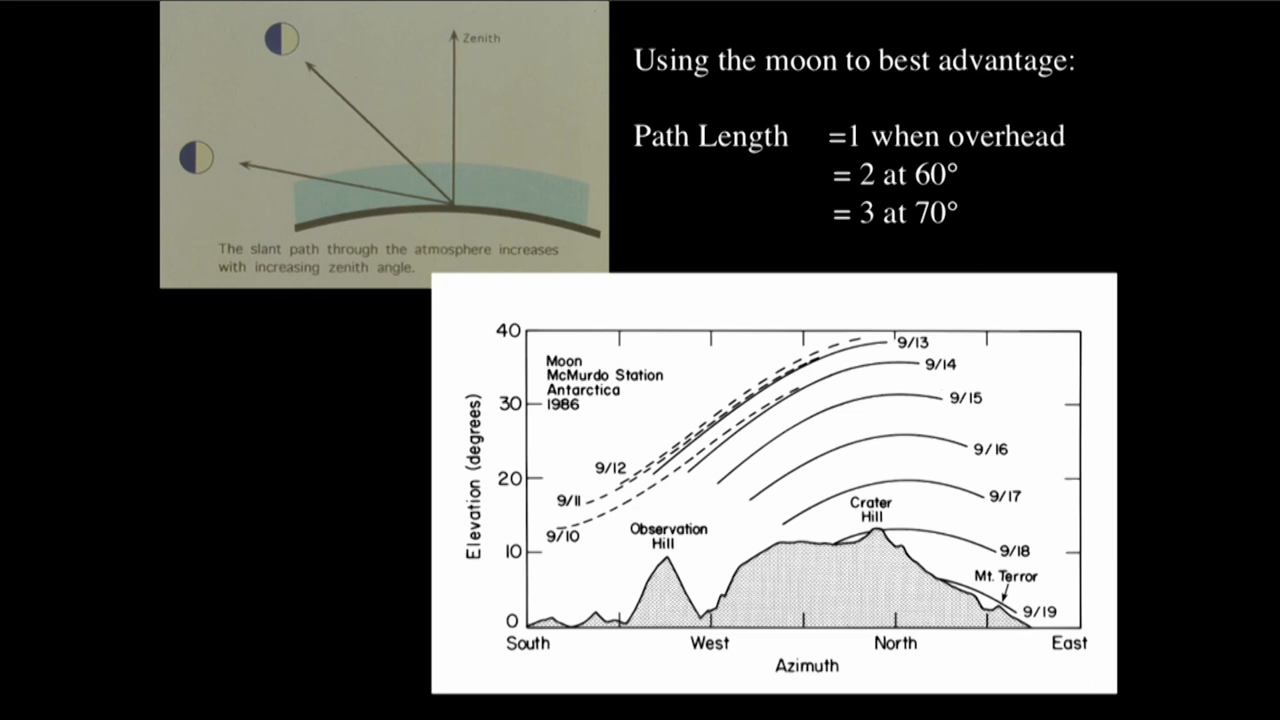 Zenith
The slant path through the atmosphere increases
with increasing zenith angle.
Using the moon to best advantage:
Path Length =1 when overhead
= 2 at 60°
= 3 at 70°
40
30
20
10
0
Elevation (degrees)
Moon
McMurdo Station
Antarctica
1986
9/13
9/14
9/15
9/16
9/17
9/18
9/19
9/12
9/11
9/10
Observation
Hill
Crater
Hill
Mt. Terror
South West North East
Azimuth